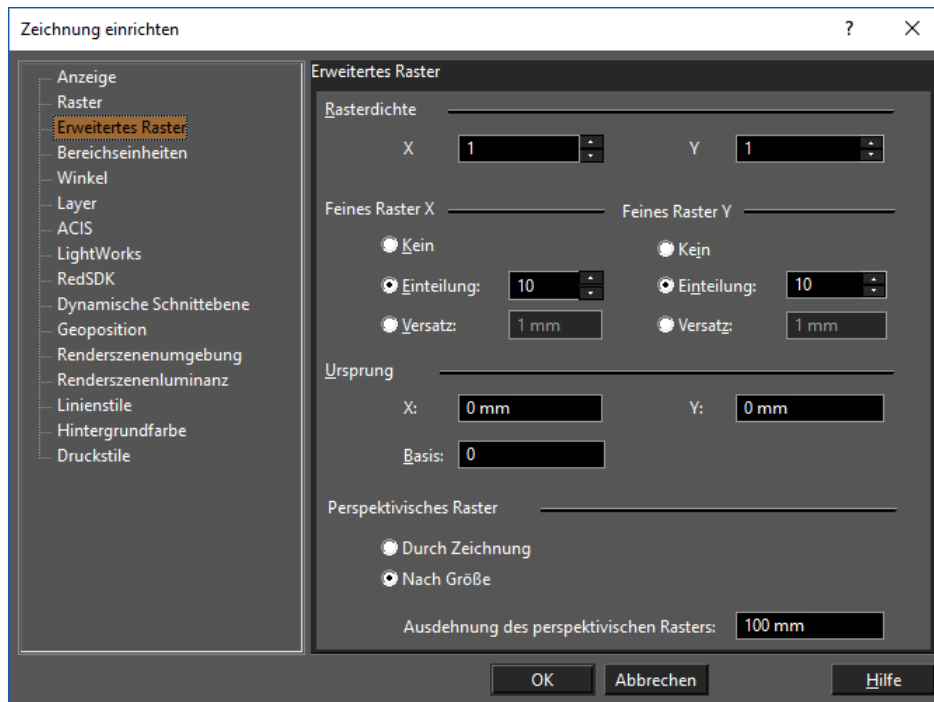 Zeichnung einrichten ?
Anzeige
Raster
Erweitertes Raster
Bereichseinheiten
Winkel
Layer
ACIS
LightWorks
RedSDK
Dynamische Schnittebene
Geoposition
Renderszenenumgebung
Renderszenenluminanz
Linienstile
Hintergrundfarbe
Druckstile
Erweitertes Raster
Rasterdichte
X 1 Y 1
Feines Raster X Feines Raster Y
Kein Kein
Einteilung: 10 Einteilung: 10
Versatz: 1 mm Versatz: 1 mm
Ursprung
X: 0 mm Y: 0 mm
Basis: 0
Perspektivisches Raster
Durch Zeichnung
Nach Größe
Ausdehnung des perspektivischen Rasters: 100 mm
OK Abbrechen Hilfe